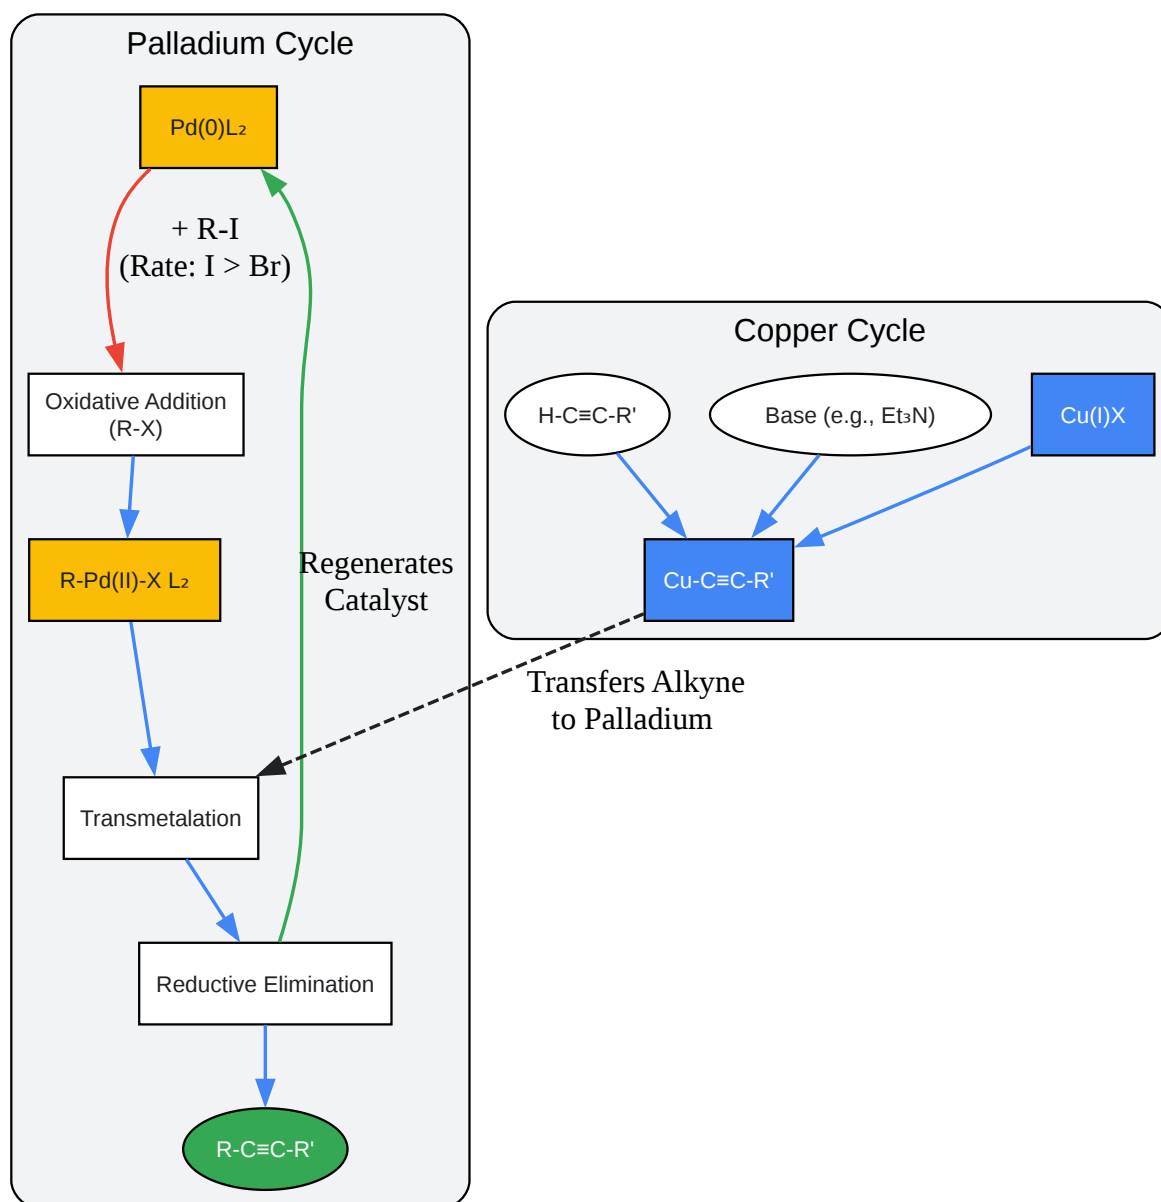 Palladium Cycle
Pd(0)L₂
+ R-I
(Rate: I > Br)
Oxidative Addition
(R-X)
R-Pd(II)-X L₂
Regenerates
Catalyst
Transmetalation
Reductive Elimination
R-C≡C-R'
Copper Cycle
H-C≡C-R'
Base (e.g., Et₃N)
Cu(I)X
Cu-C≡C-R'
Transfers Alkyne
to Palladium